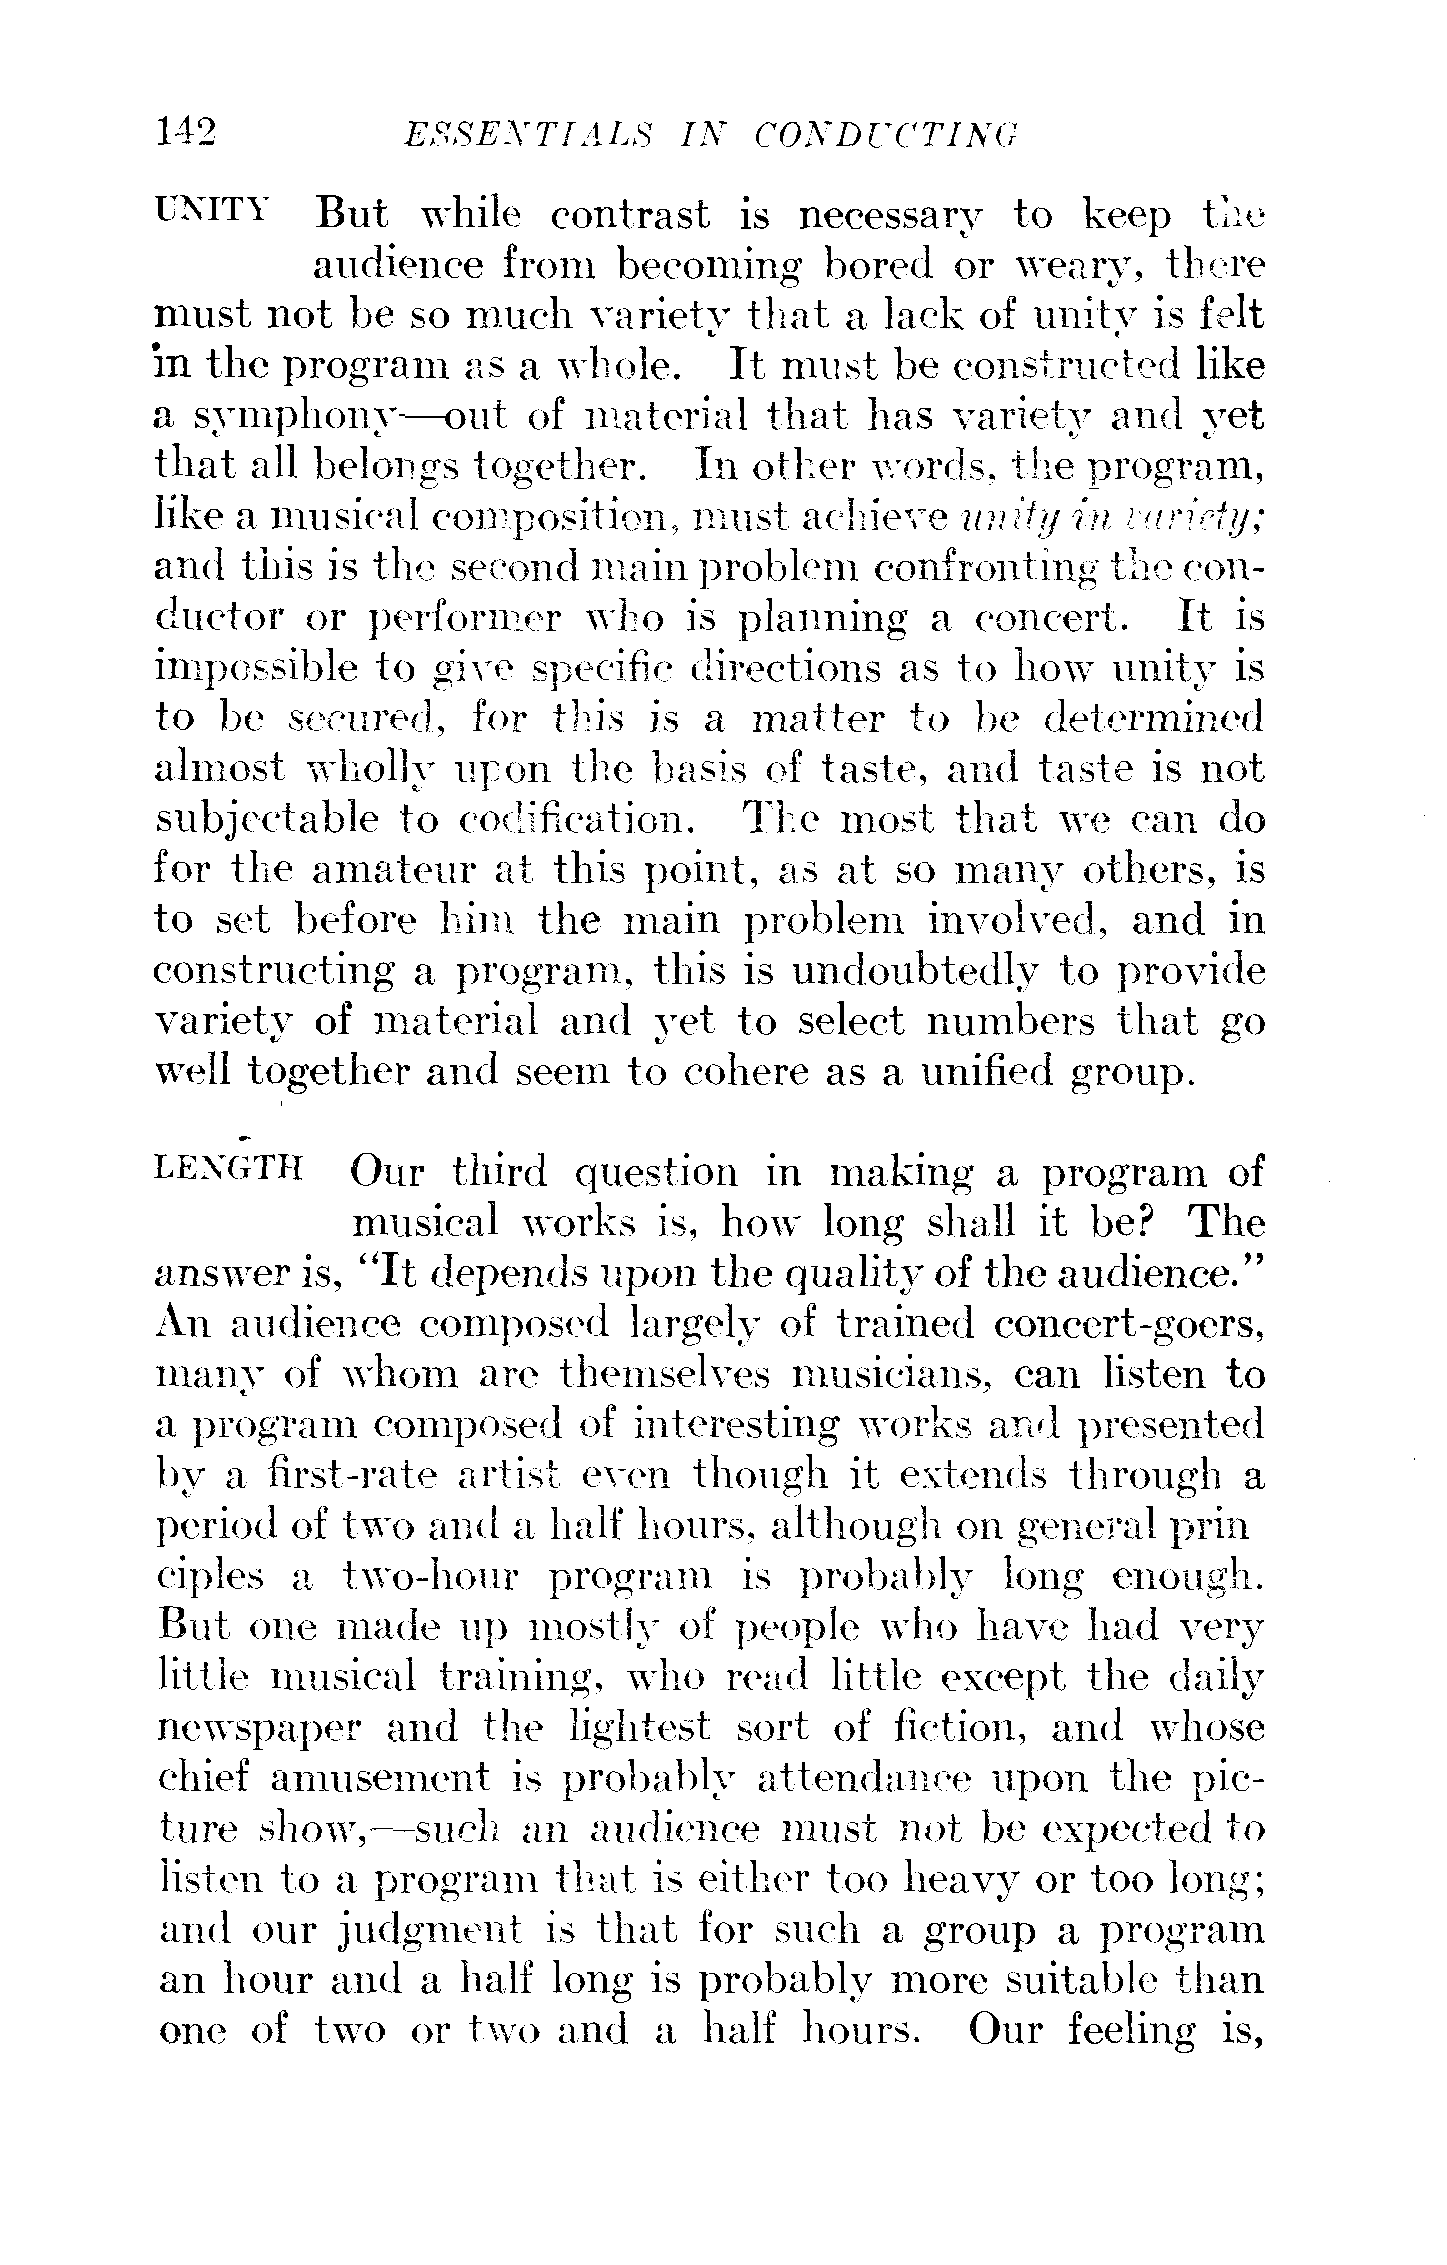 142 ESSENTIALS IN CONDUCTING
UNITY But while contrast is necessary to keep the
audience from becoming bored or weary, there
must not be so much variety that a lack of unity is felt
in the program as a whole. It must be constructed like
a symphony—out of material that has variety and yet
that all belongs together. In other words, the program,
like a musical composition, must achieve unity in variety;
and this is the second main problem confronting the con-
ductor or performer who is planning a concert. It is
impossible to give specific directions as to how unity is
to be secured, for this is a matter to be determined
almost wholly upon the basis of taste, and taste is not
subjectable to codification. The most that we can do
for the amateur at this point, as at so many others, is
to set before him the main problem involved, and in
constructing a program, this is undoubtedly to provide
variety of material and yet to select numbers that go
well together and seem to cohere as a unified group.
LENGTH Our third question in making a program of
musical works is, how long shall it be? The
answer is, "It depends upon the quality of the audience."
An audience composed largely of trained concert-goers,
many of whom are themselves musicians, can listen to
a program composed of interesting works and presented
by a first-rate artist even though it extends through a
period of two and a half hours, although on general prin
ciples a two-hour program is probably long enough.
But one made up mostly of people who have had very
little musical training, who read little except the daily
newspaper and the lightest sort of fiction, and whose
chief amusement is probably attendance upon the pic-
ture show,—such an audience must not be expected to
listen to a program that is either too heavy or too long;
and our judgment is that for such a group a program
an hour and a half long is probably more suitable than
one of two or two and a half hours. Our feeling is,